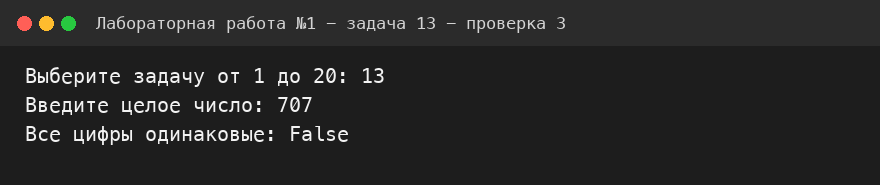 Лабораторная работа №1 — задача 13 — проверка 3
Выберите задачу от 1 до 20: 13
Введите целое число: 707
Все цифры одинаковые: False